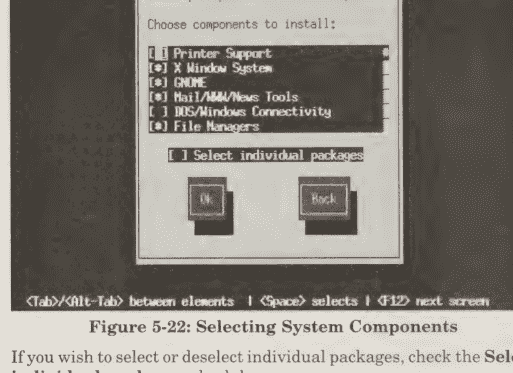 Choose components to install:
[ ] Printer Support
[*] X Window System
[*] GNOME
[*] Mail/WWW/News Tools
[ ] DOS/Windows Connectivity
[*] File Managers
[ ] Select individual packages
Ok Back
<Tab>/<Alt-Tab> between elements | <Space> selects | <F12> next screen
Figure 5-22: Selecting System Components
If you wish to select or deselect individual packages, check the Sele